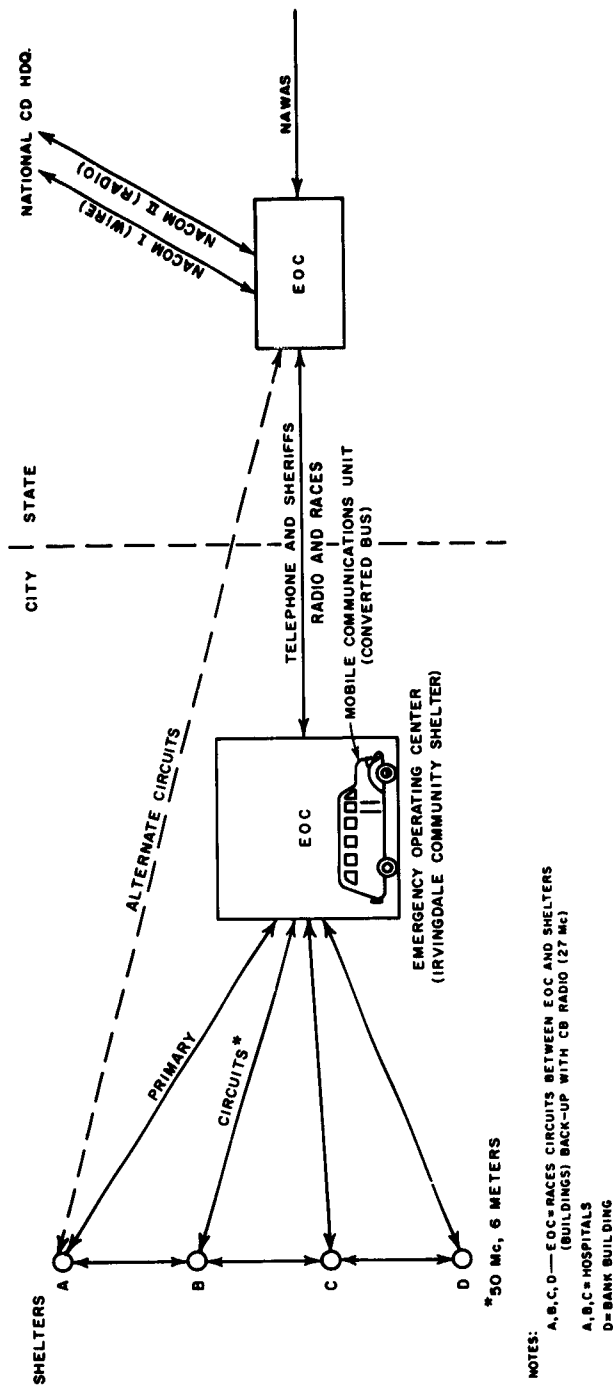 CITY
STATE
NATIONAL CD HDQ.
SHELTERS
A
B
C
D
ALTERNATE CIRCUITS
PRIMARY
CIRCUITS*
*50 Mc, 6 METERS
EOC
EMERGENCY OPERATING CENTER
(IRVINGDALE COMMUNITY SHELTER)
MOBILE COMMUNICATIONS UNIT
(CONVERTED BUS)
TELEPHONE AND SHERIFFS
RADIO AND RACES
EOC
NACOM I (WIRE)
NACOM II (RADIO)
NAWAS
NOTES:
A,B,C,D — EOC = RACES CIRCUITS BETWEEN EOC AND SHELTERS
(BUILDINGS) BACK-UP WITH CB RADIO (27 Mc)
A,B,C = HOSPITALS
D = BANK BUILDING